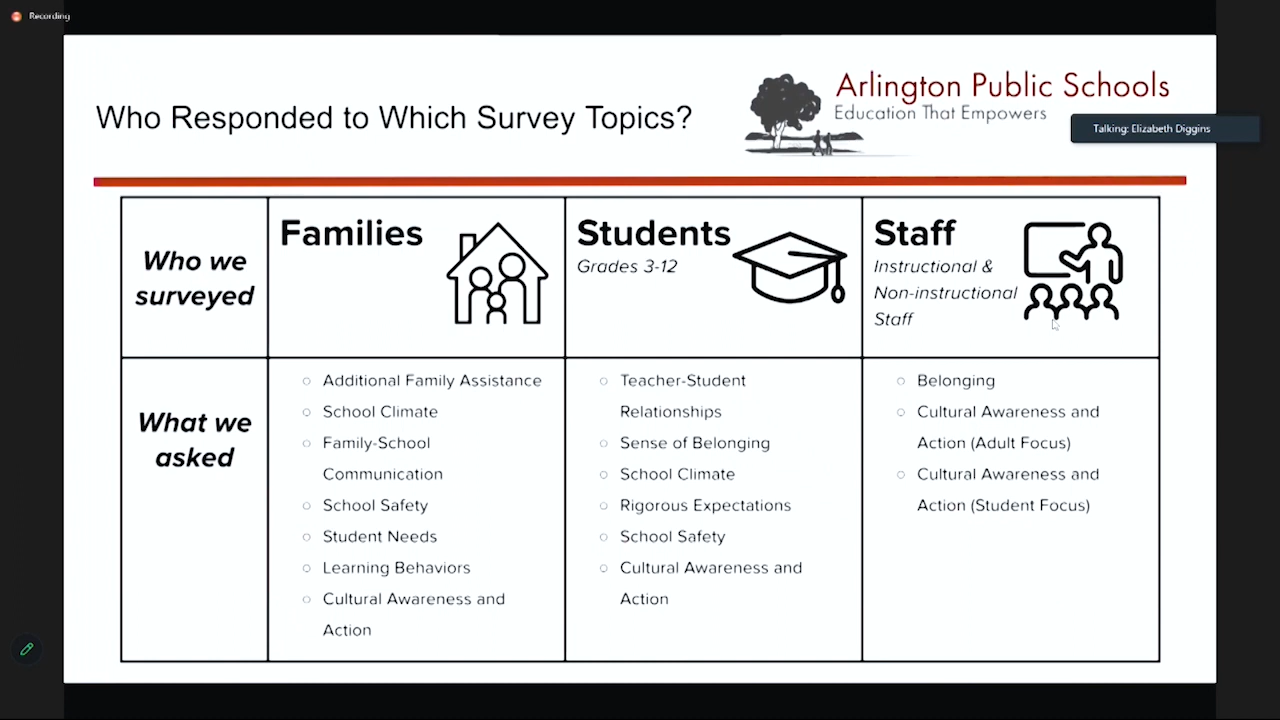 Recording
Who Responded to Which Survey Topics?
Arlington Public Schools
Education That Empowers
Talking: Elizabeth Diggins
Who we
surveyed
Families
Students
Grades 3-12
Staff
Instructional &
Non-instructional
Staff
What we
asked
Additional Family Assistance
School Climate
Family-School
Communication
School Safety
Student Needs
Learning Behaviors
Cultural Awareness and
Action
Teacher-Student
Relationships
Sense of Belonging
School Climate
Rigorous Expectations
School Safety
Cultural Awareness and
Action
Belonging
Cultural Awareness and
Action (Adult Focus)
Cultural Awareness and
Action (Student Focus)